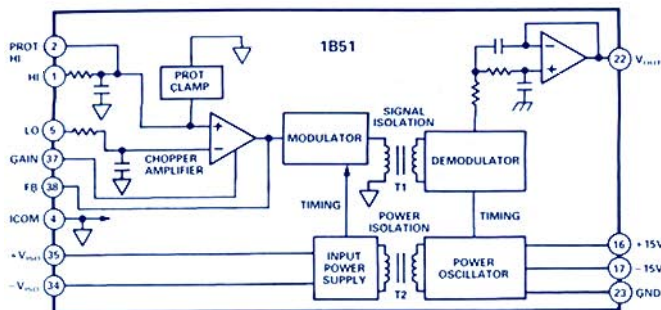 1B51
PROT HI
2
HI
1
PROT CLAMP
LO
5
GAIN
37
CHOPPER AMPLIFIER
FB
38
ICOM
4
MODULATOR
SIGNAL ISOLATION
T1
DEMODULATOR
22
TIMING
TIMING
POWER ISOLATION
T2
35
34
INPUT POWER SUPPLY
POWER OSCILLATOR
16
+15V
17
-15V
23
GND
+
−
−
+